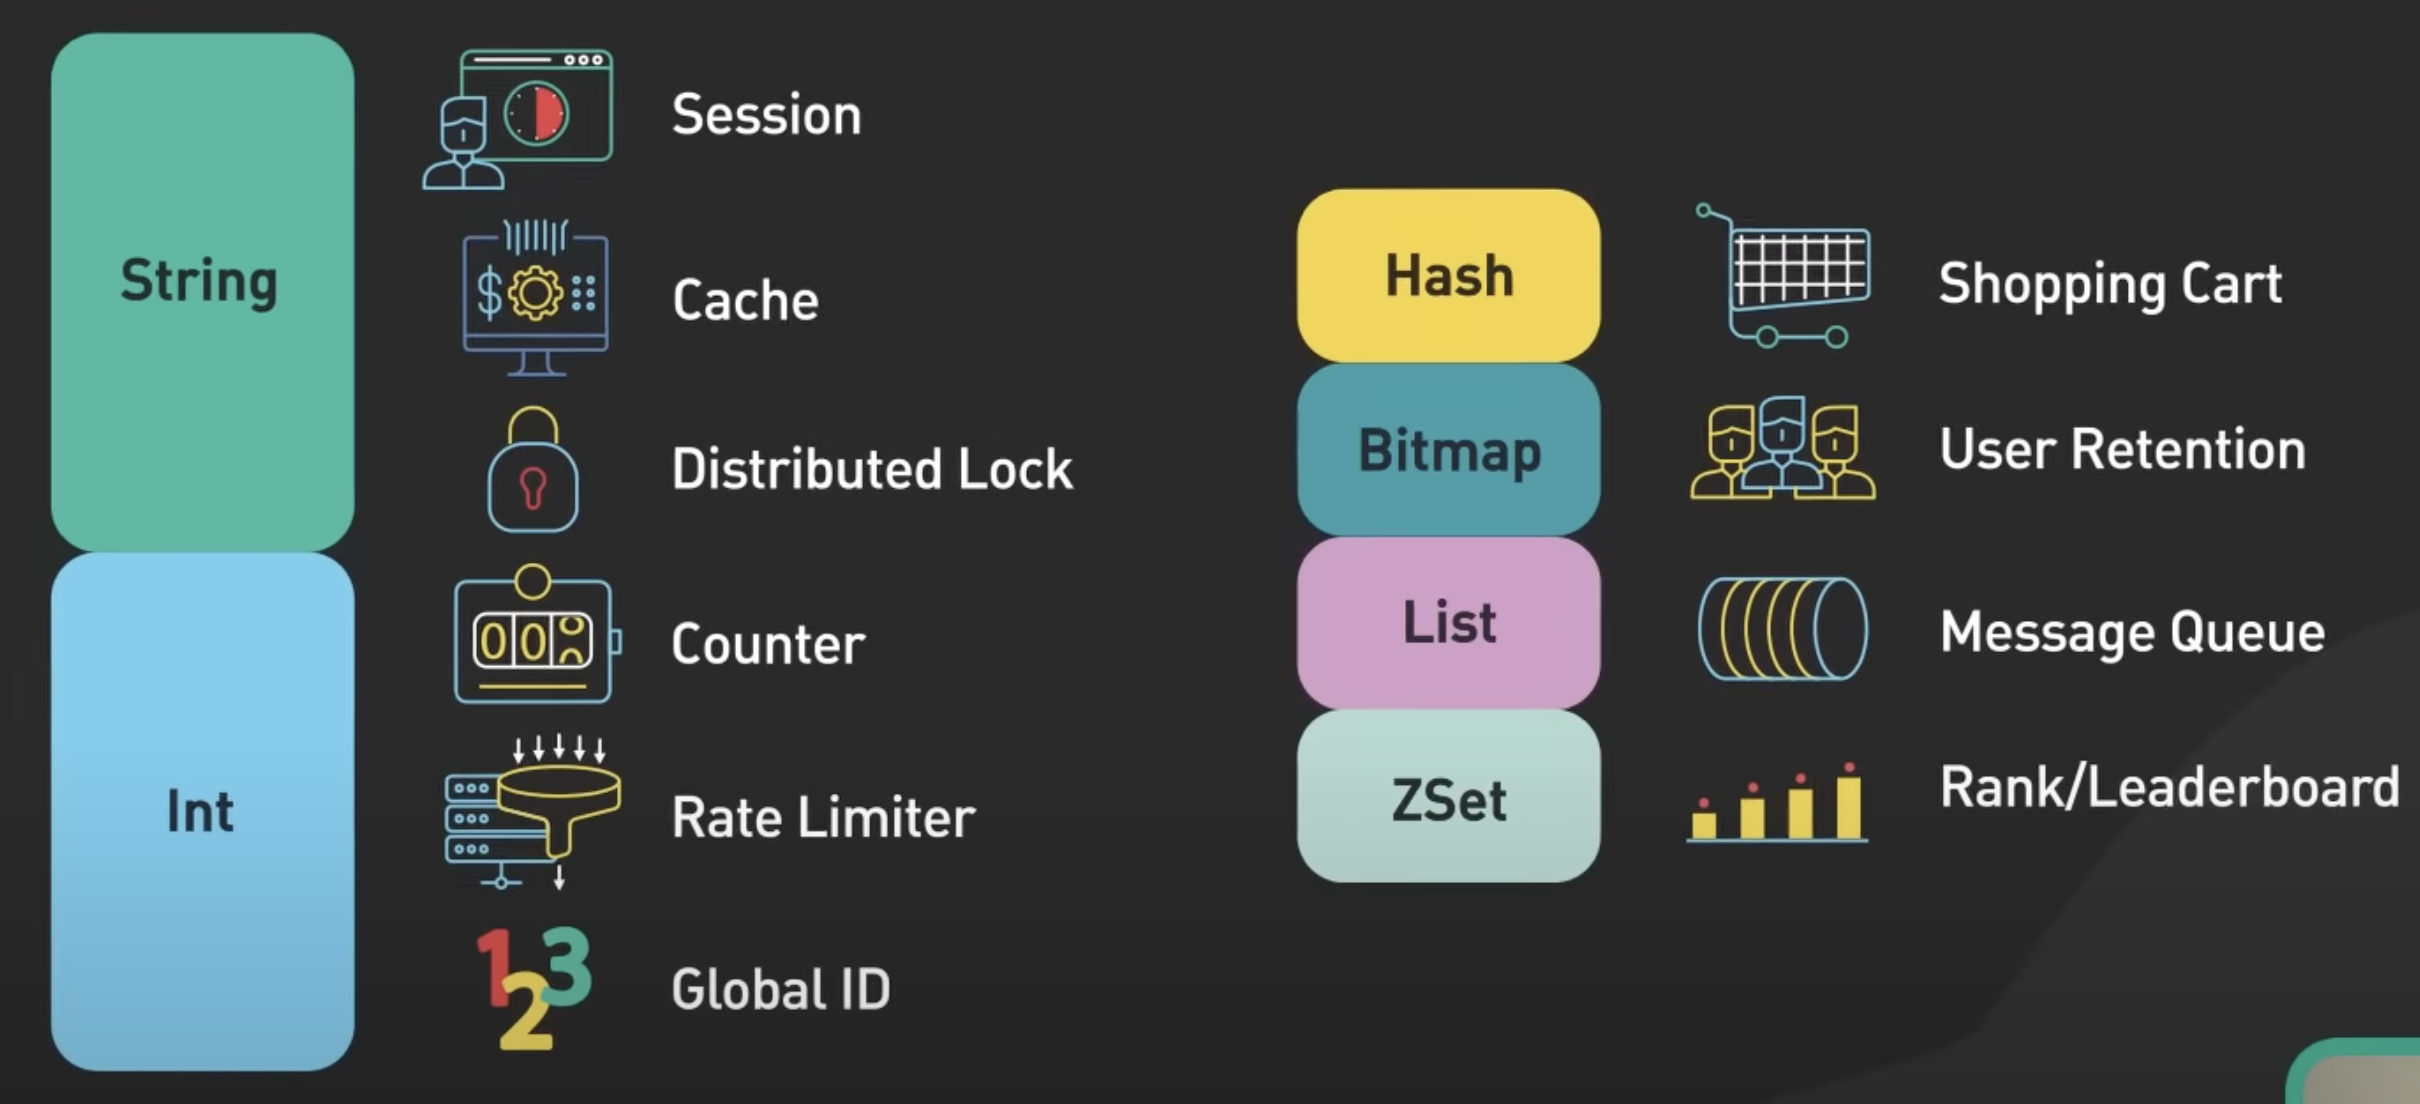 String
Session
Cache
Distributed Lock
Int
Counter
Rate Limiter
123
Global ID
Hash
Shopping Cart
Bitmap
User Retention
List
Message Queue
ZSet
Rank/Leaderboard